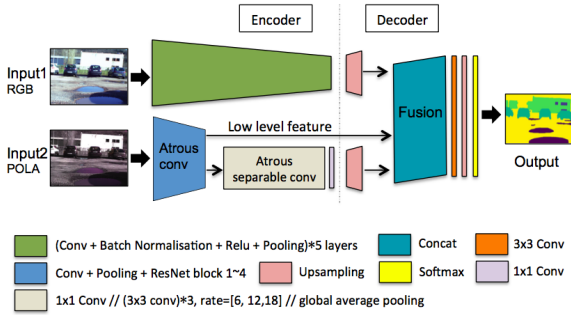 Encoder
Decoder
Input1
RGB
Fusion
Low level feature
Input2
POLA
Atrous
conv
Atrous
separable conv
Output
(Conv + Batch Normalisation + Relu + Pooling)*5 layers
Concat
3x3 Conv
Conv + Pooling + ResNet block 1~4
Upsampling
Softmax
1x1 Conv
1x1 Conv // (3x3 conv)*3, rate=[6, 12,18] // global average pooling